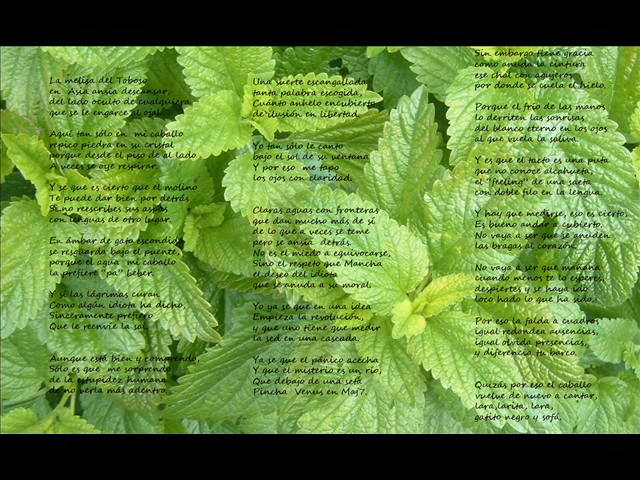 La melisa del Toboso
en Asia ansía descansar,
del lado oculto de cualquiera
que se le engarce al ojal.
Aquí tan sólo en mi caballo
repico piedra en su cristal
porque desde el piso de al lado
A veces se oye respirar.
Y se que es cierto que el molino
Te puede dar bien por detrás
Si no reescribes sus aspas
con lenguas de otro lugar.
En ámbar de gato escondido
se resguarda bajo el puente,
porque el agua mi caballo
la prefiere "pa" beber.
Y si las lágrimas curan
Como algún idiota ha dicho,
Sinceramente prefiero
Que le reenvíe la sal.
Aunque está bien y comprendo,
Sólo es que me sorprendo
de la estupidez humana
de no verla más adentro.
Una suerte escangallada
tanta palabra escogida,
Cuánto anhelo encubierto
de ilusión en libertad.
Yo tan sólo le canto
bajo el sol de su ventana
Y por eso me tapo
los ojos con claridad.
Claras aguas con fronteras
que dan mucho más de sí
de lo que a veces se teme
pero se ansía detrás.
No es el miedo a equivocarse,
Sino el respeto que Mancha
el deseo del idiota
que se anuda a su moral.
Yo ya se que en una idea
Empieza la revolución,
y que uno tiene que medir
la sed en una cascada.
Ya se que el pánico acecha
Y que el misterio es un río,
Que debajo de una seta
Pincha Venus en Maj7.
Sin embargo tiene gracia
como anuda la cintura
ese chal con agujeros
por donde se cuela el hielo.
Porque el frío de las manos
lo derriten las sonrisas
del blanco eterno en los ojos
al que vuela la saliva.
Y es que el tacto es una puta
que no conoce alcahueta,
el "feeling" de una saeta
con doble filo en la lengua.
Y hay que medirse, eso es cierto,
Es bueno andar a cubierto,
No vaya a ser que se aniden
las bragas al corazón.
No vaya a ser que mañana
cuando menos te lo esperes,
despiertes y se haya ido
loco hado lo que ha sido.
Por eso la falda a cuadros
igual redondea ausencias,
igual olvida presencias,
y diferencia tu barco.
Quizás por eso el caballo
vuelve de nuevo a cantar,
lara,larita, lara,
gatito negro y sofá.